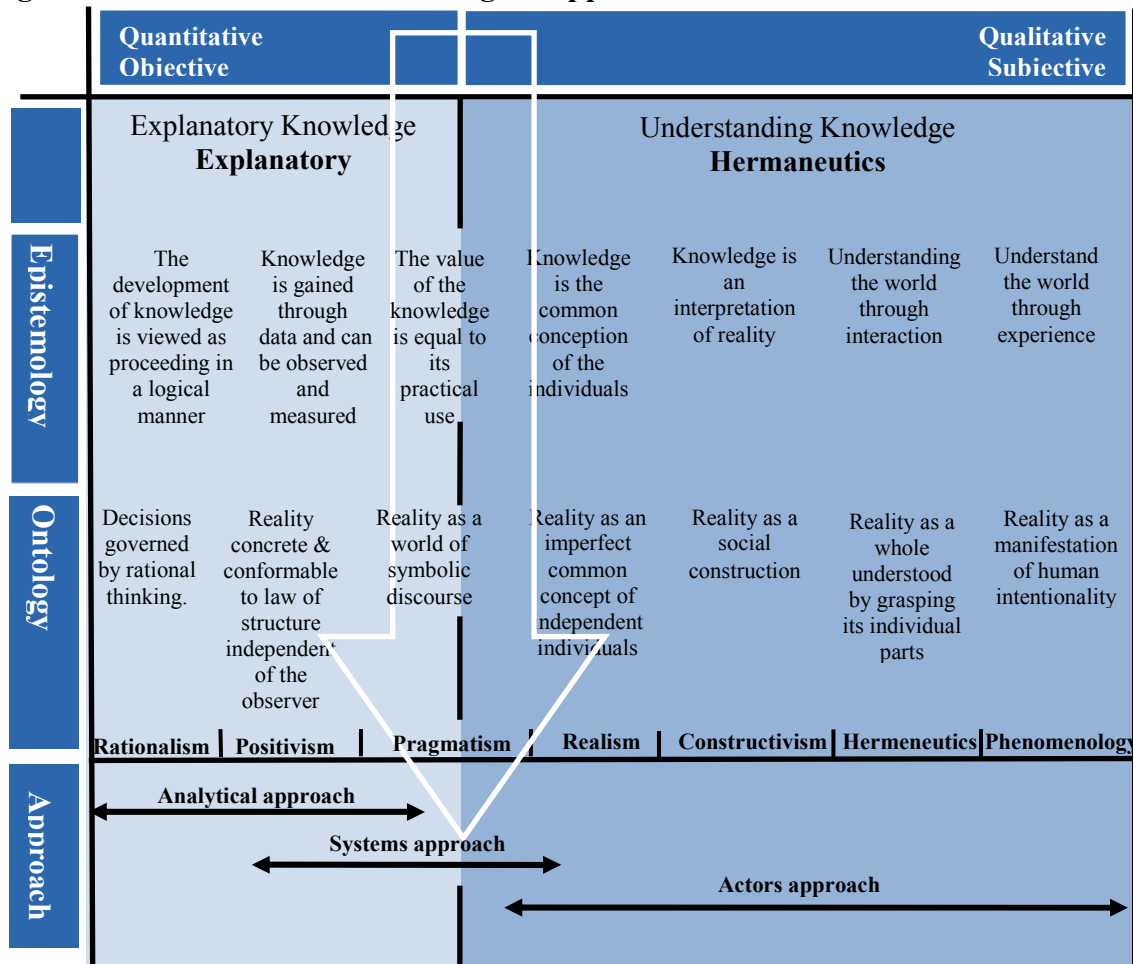 Quantitative
Objective
Qualitative
Subjective
Explanatory Knowledge
Explanatory
Understanding Knowledge
Hermaneutics
Epistemology
The
development
of knowledge
is viewed as
proceeding in
a logical
manner
Knowledge
is gained
through
data and can
be observed
and
measured
The value
of the
knowledge
is equal to
its
practical
use
Knowledge
is the
common
conception
of the
individuals
Knowledge is
an
interpretation
of reality
Understanding
the world
through
interaction
Understand
the world
through
experience
Ontology
Decisions
governed
by rational
thinking.
Reality
concrete &
conformable
to law of
structure
independent
of the
observer
Reality as a
world of
symbolic
discourse
Reality as an
imperfect
common
concept of
independent
individuals
Reality as a
social
construction
Reality as a
whole
understood
by grasping
its individual
parts
Reality as a
manifestation
of human
intentionality
Rationalism
Positivism
Pragmatism
Realism
Constructivism
Hermeneutics
Phenomenology
Approach
Analytical approach
Systems approach
Actors approach